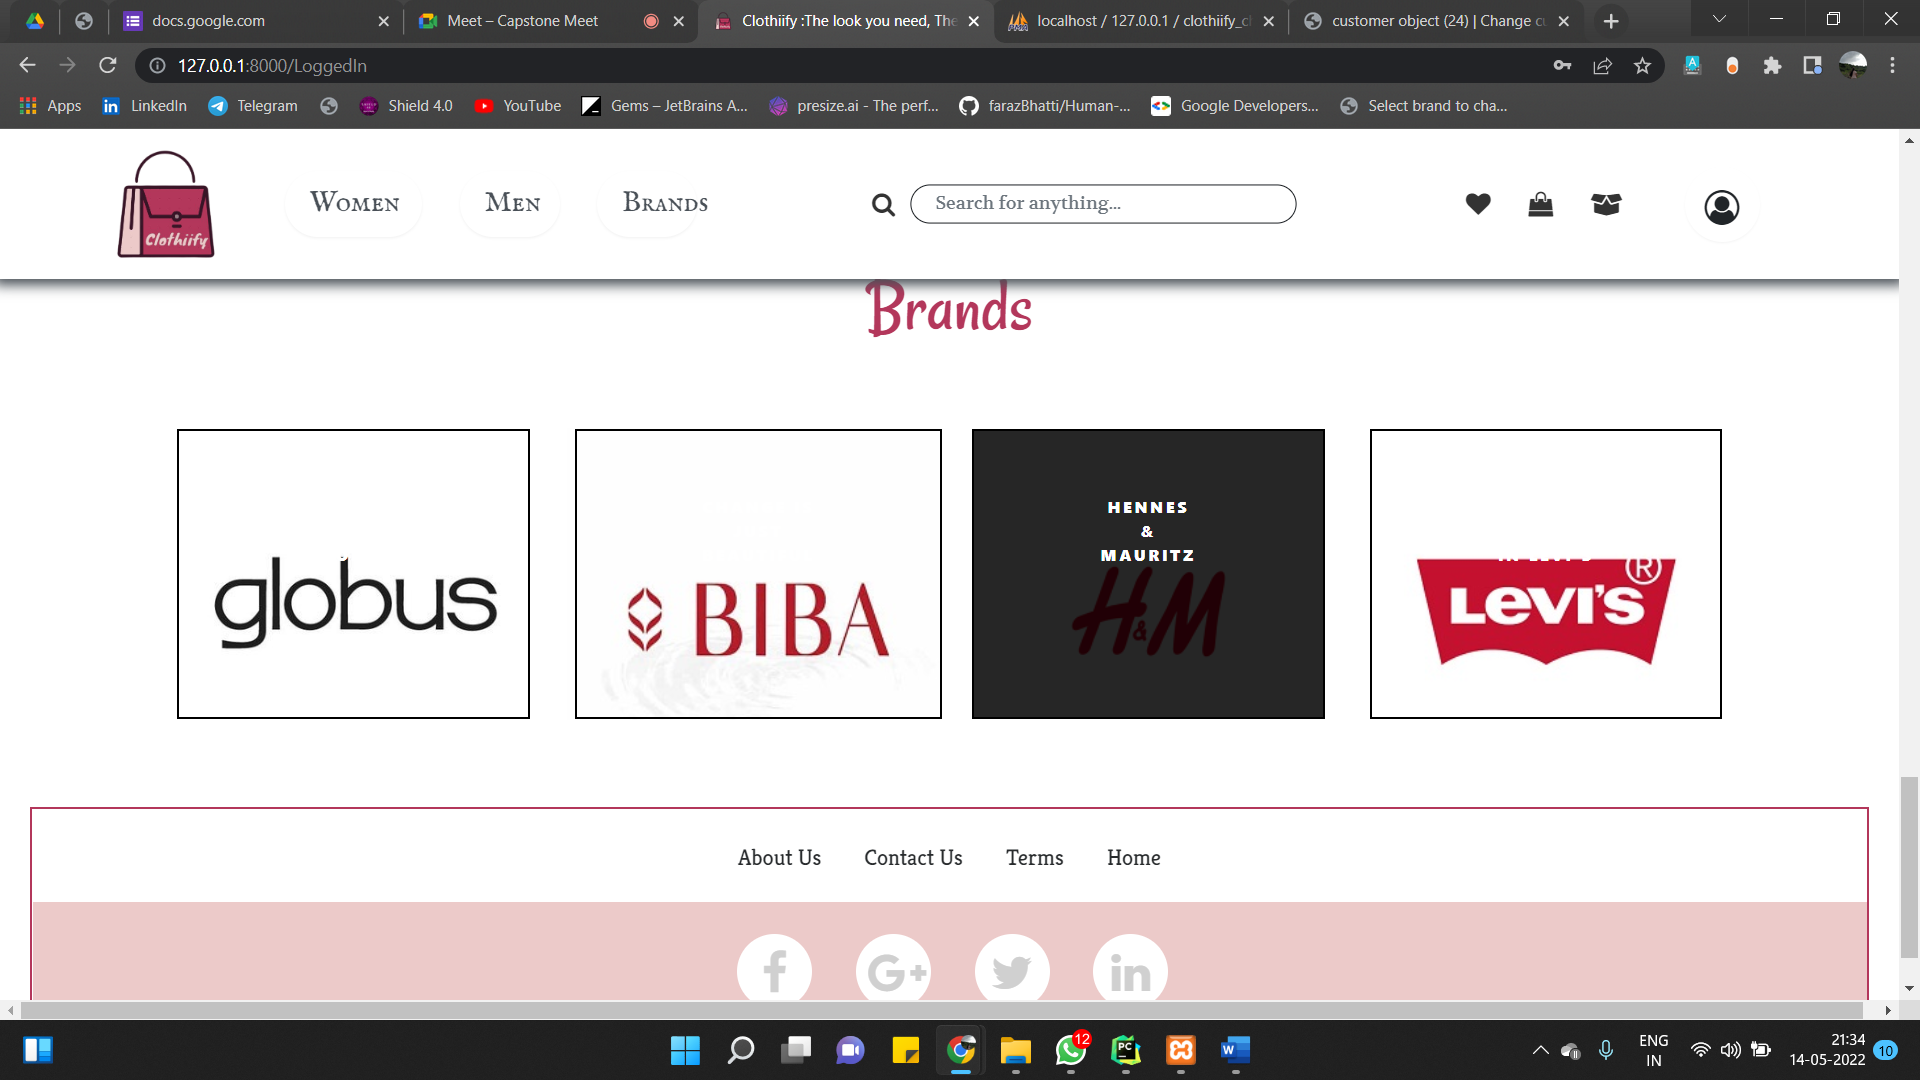 docs.google.com
Meet – Capstone Meet
Clothiify :The look you need, The
localhost / 127.0.0.1 / clothiify_cl
customer object (24) | Change cu
127.0.0.1:8000/LoggedIn
Apps
LinkedIn
Telegram
Shield 4.0
YouTube
Gems – JetBrains A...
presize.ai - The perf...
farazBhatti/Human-...
Google Developers...
Select brand to cha...
Clothiify
Women
Men
Brands
Search for anything...
Brands
globus
BIBA
HENNES
&
MAURITZ
H&M
LEVI'S
®
About Us
Contact Us
Terms
Home
f
G+
in
12
PC
W
ENG
IN
21:34
14-05-2022
10